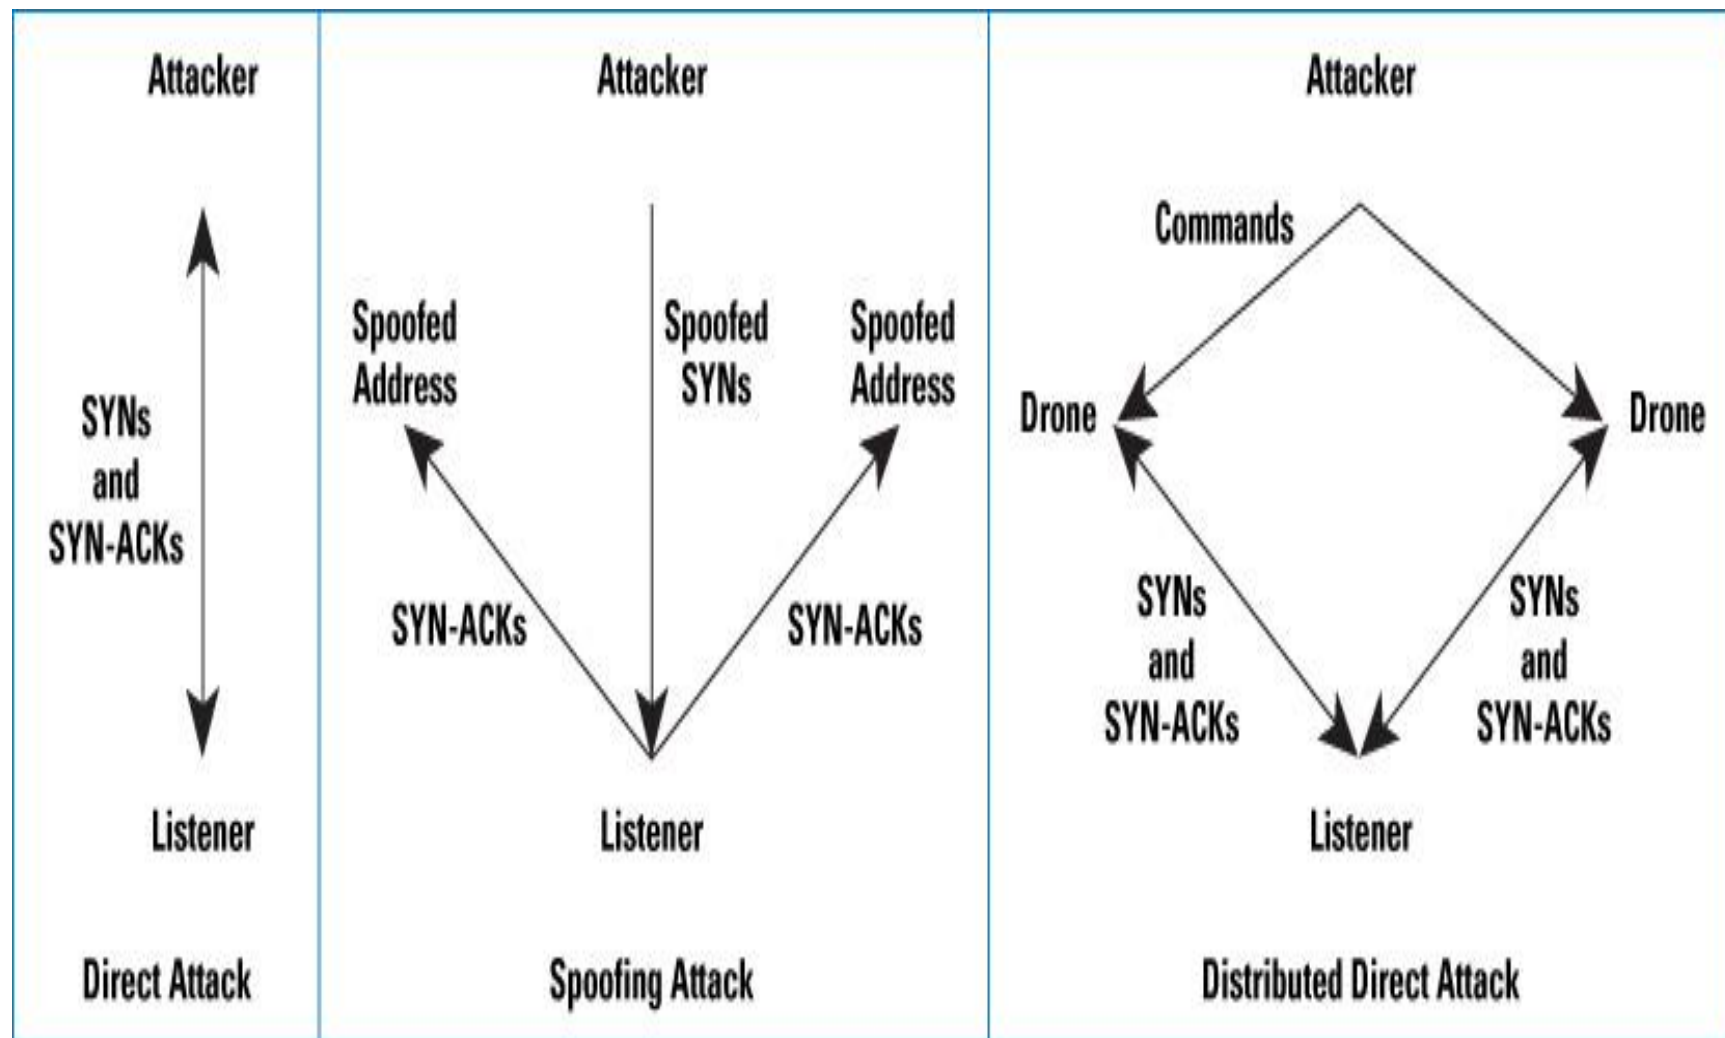 Attacker
SYNs
and
SYN-ACKs
Listener
Direct Attack
Attacker
Spoofed
Address
Spoofed
SYNs
Spoofed
Address
SYN-ACKs
SYN-ACKs
Listener
Spoofing Attack
Attacker
Commands
Drone
Drone
SYNs
and
SYN-ACKs
SYNs
and
SYN-ACKs
Listener
Distributed Direct Attack